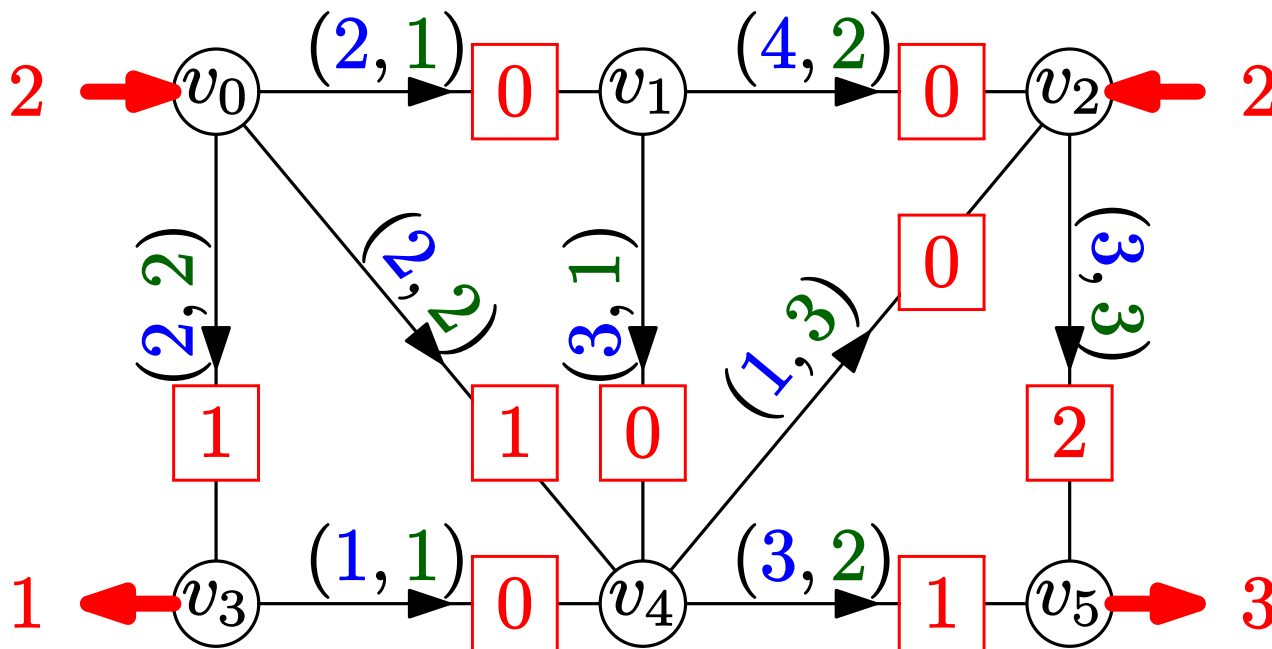 (2, 1) (4, 2)
2 v0 0 v1 0 v2 2
(2, 2) (2, 2) (3, 1) (1, 3) 0 (3, 3)
1 1 0 2
(1, 1) (3, 2)
1 v3 0 v4 1 v5 3